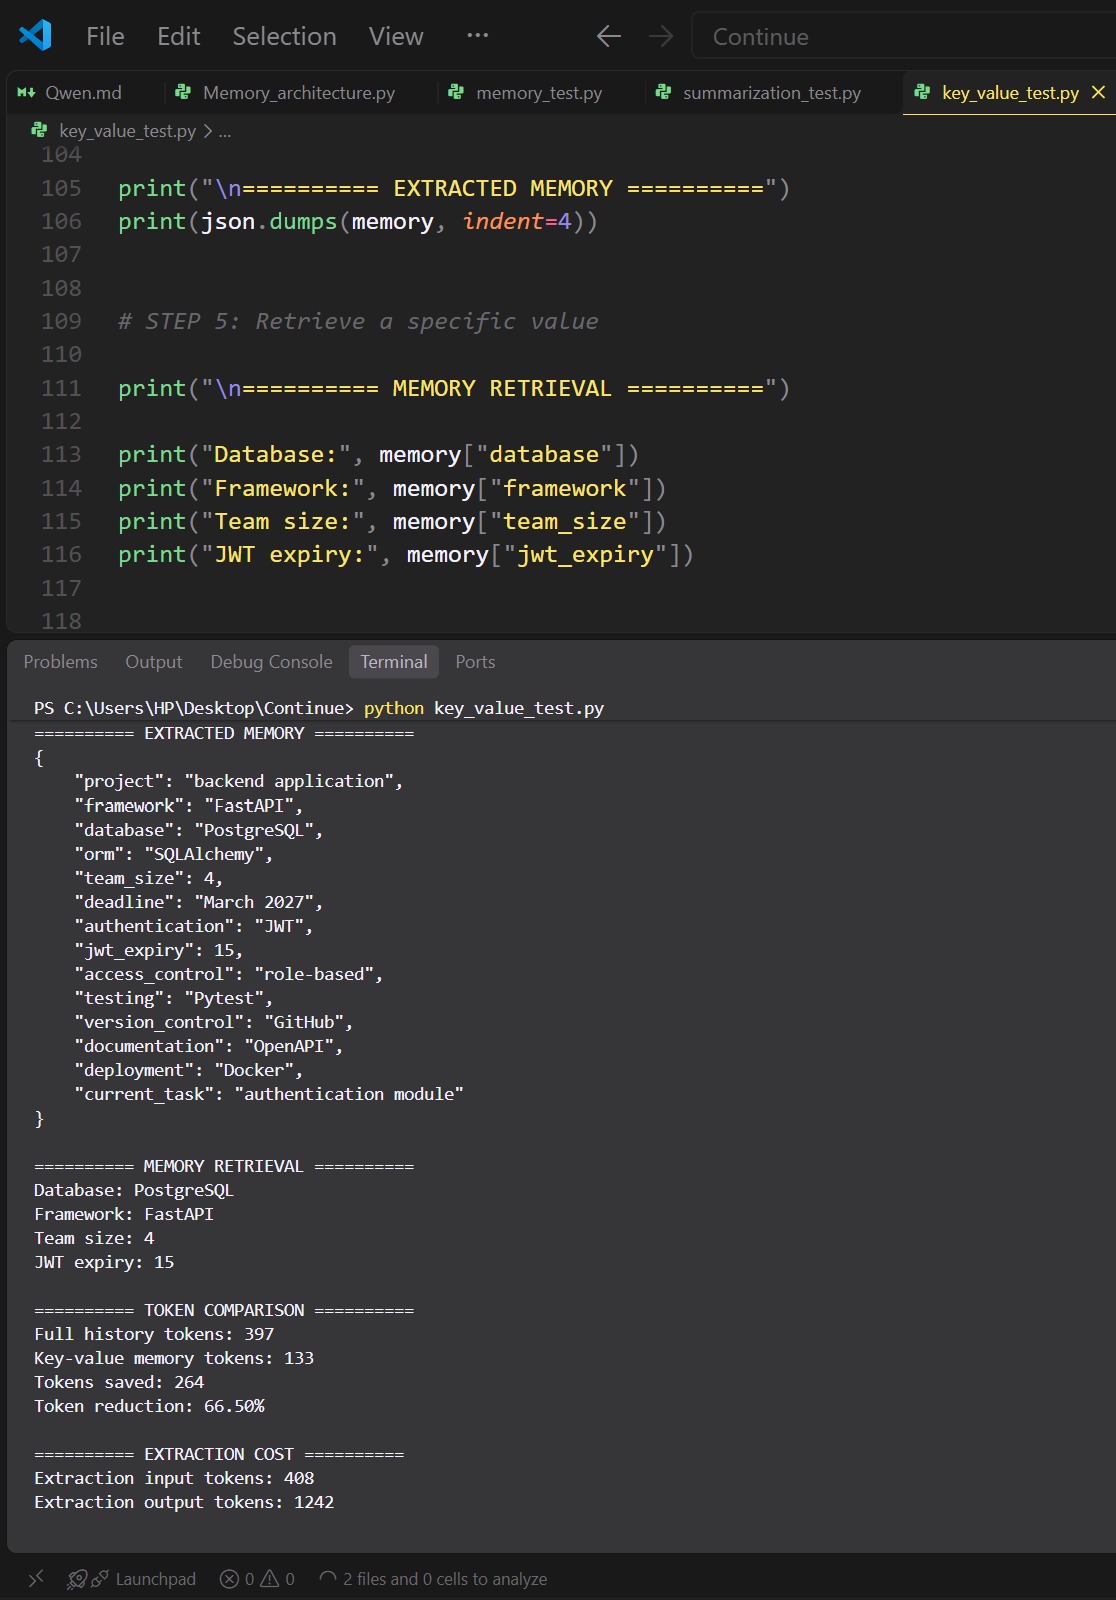 File Edit Selection View ··· ← → Continue
Qwen.md Memory_architecture.py memory_test.py summarization_test.py key_value_test.py ×
key_value_test.py > ...
104
105 print("\n========== EXTRACTED MEMORY ==========")
106 print(json.dumps(memory, indent=4))
107
108
109 # STEP 5: Retrieve a specific value
110
111 print("\n========== MEMORY RETRIEVAL ==========")
112
113 print("Database:", memory["database"])
114 print("Framework:", memory["framework"])
115 print("Team size:", memory["team_size"])
116 print("JWT expiry:", memory["jwt_expiry"])
117
118
Problems Output Debug Console Terminal Ports
PS C:\Users\HP\Desktop\Continue> python key_value_test.py
========== EXTRACTED MEMORY ==========
{
    "project": "backend application",
    "framework": "FastAPI",
    "database": "PostgreSQL",
    "orm": "SQLAlchemy",
    "team_size": 4,
    "deadline": "March 2027",
    "authentication": "JWT",
    "jwt_expiry": 15,
    "access_control": "role-based",
    "testing": "Pytest",
    "version_control": "GitHub",
    "documentation": "OpenAPI",
    "deployment": "Docker",
    "current_task": "authentication module"
}
========== MEMORY RETRIEVAL ==========
Database: PostgreSQL
Framework: FastAPI
Team size: 4
JWT expiry: 15
========== TOKEN COMPARISON ==========
Full history tokens: 397
Key-value memory tokens: 133
Tokens saved: 264
Token reduction: 66.50%
========== EXTRACTION COST ==========
Extraction input tokens: 408
Extraction output tokens: 1242
Launchpad 0 0 2 files and 0 cells to analyze